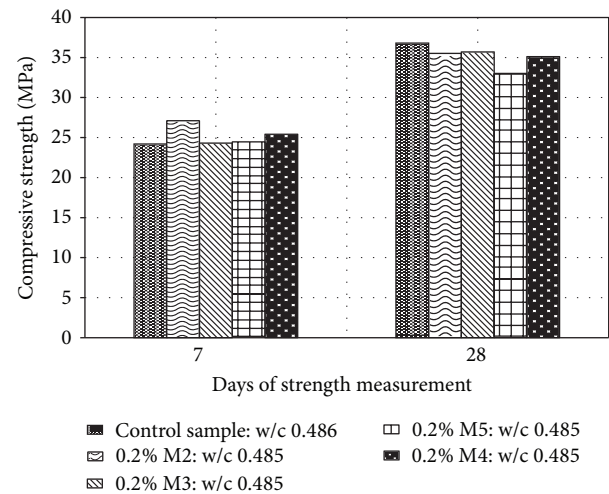 40
35
30
25
20
15
10
5
0
Compressive strength (MPa)
7 28
Days of strength measurement
Control sample: w/c 0.486
0.2% M2: w/c 0.485
0.2% M3: w/c 0.485
0.2% M5: w/c 0.485
0.2% M4: w/c 0.485